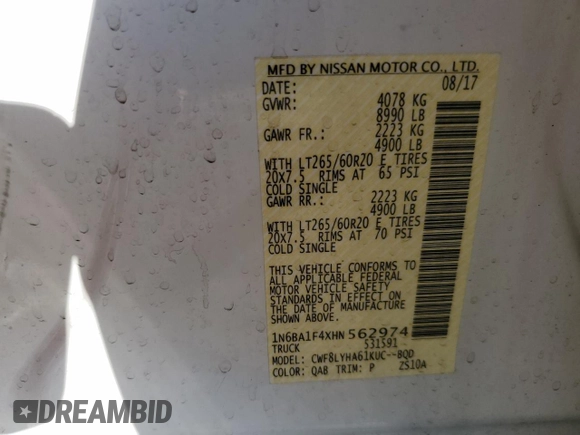 MFD BY NISSAN MOTOR CO., LTD.
DATE: 08/17
GVWR: 4078 KG
8990 LB
GAWR FR.: 2223 KG
4900 LB
WITH LT265/60R20 E TIRES
20x7.5 RIMS AT 65 PSI
COLD SINGLE
GAWR RR.: 2223 KG
4900 LB
WITH LT265/60R20 E TIRES
20x7.5 RIMS AT 70 PSI
COLD SINGLE
THIS VEHICLE CONFORMS TO
ALL APPLICABLE FEDERAL
MOTOR VEHICLE SAFETY
STANDARDS IN EFFECT ON
THE DATE OF MANUFACTURE
SHOWN ABOVE.
1N6BA1F4XHN562974
TRUCK 531591
MODEL: CWF8LYHA61KUC--BQD
COLOR: QAB TRIM: P ZS10A
DREAMBID